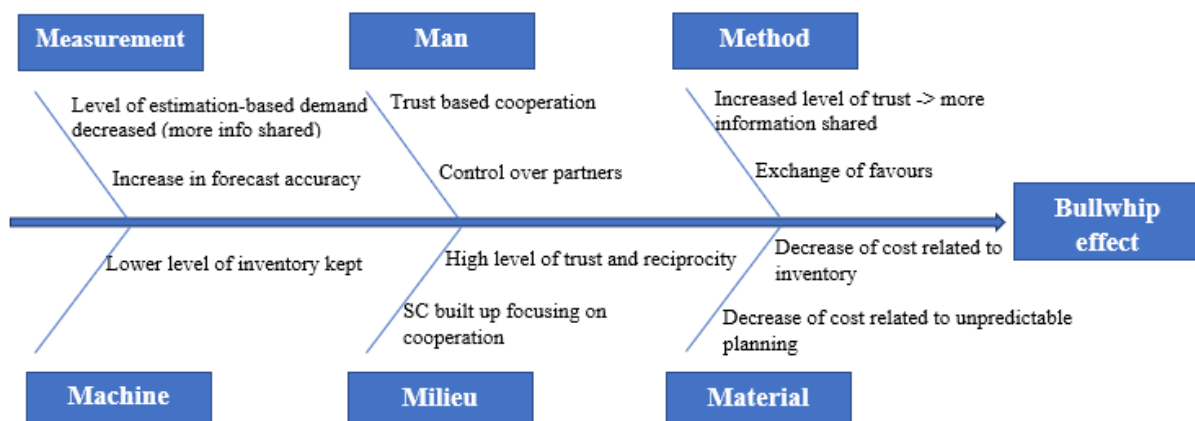 Measurement
Man
Method
Level of estimation-based demand
decreased (more info shared)
Increase in forecast accuracy
Trust based cooperation
Control over partners
Increased level of trust -> more
information shared
Exchange of favours
Bullwhip
effect
Lower level of inventory kept
High level of trust and reciprocity
SC built up focusing on
cooperation
Decrease of cost related to
inventory
Decrease of cost related to unpredictable
planning
Machine
Milieu
Material